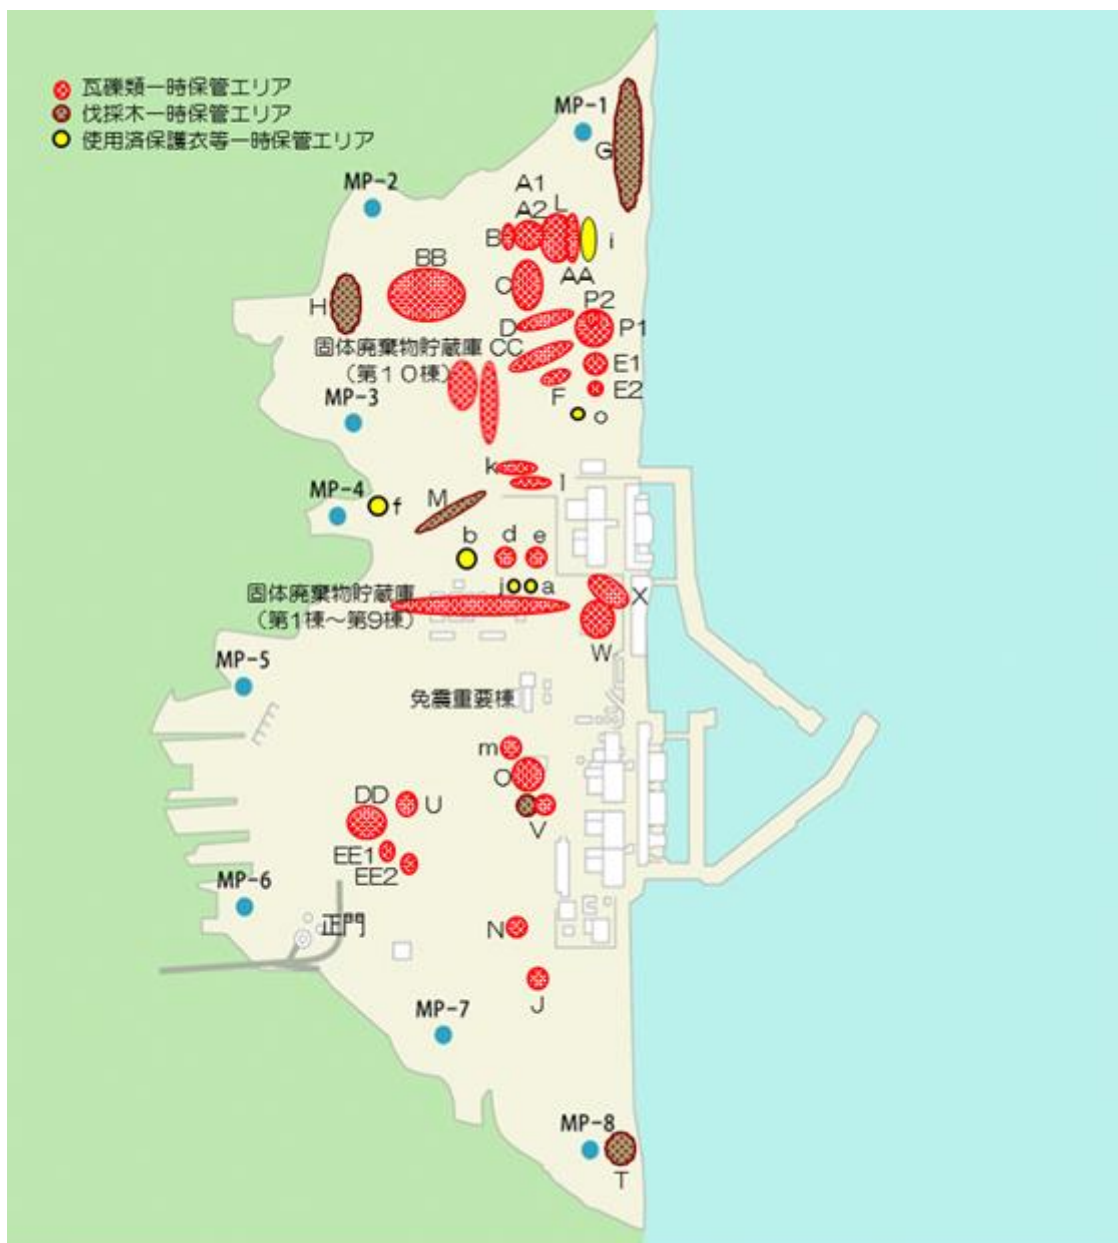 瓦礫類一時保管エリア
伐採木一時保管エリア
使用済保護衣等一時保管エリア
MP-1
G
MP-2
A1
A2
L
B
i
BB
AA
C
P2
H
D
P1
固体廃棄物貯蔵庫
CC
(第10棟)
E1
E2
F
MP-3
o
k
l
MP-4
f
M
b
d
e
j
a
固体廃棄物貯蔵庫
(第1棟~第9棟)
X
W
MP-5
免震重要棟
m
O
DD
U
V
EE1
EE2
MP-6
正門
N
J
MP-7
MP-8
T